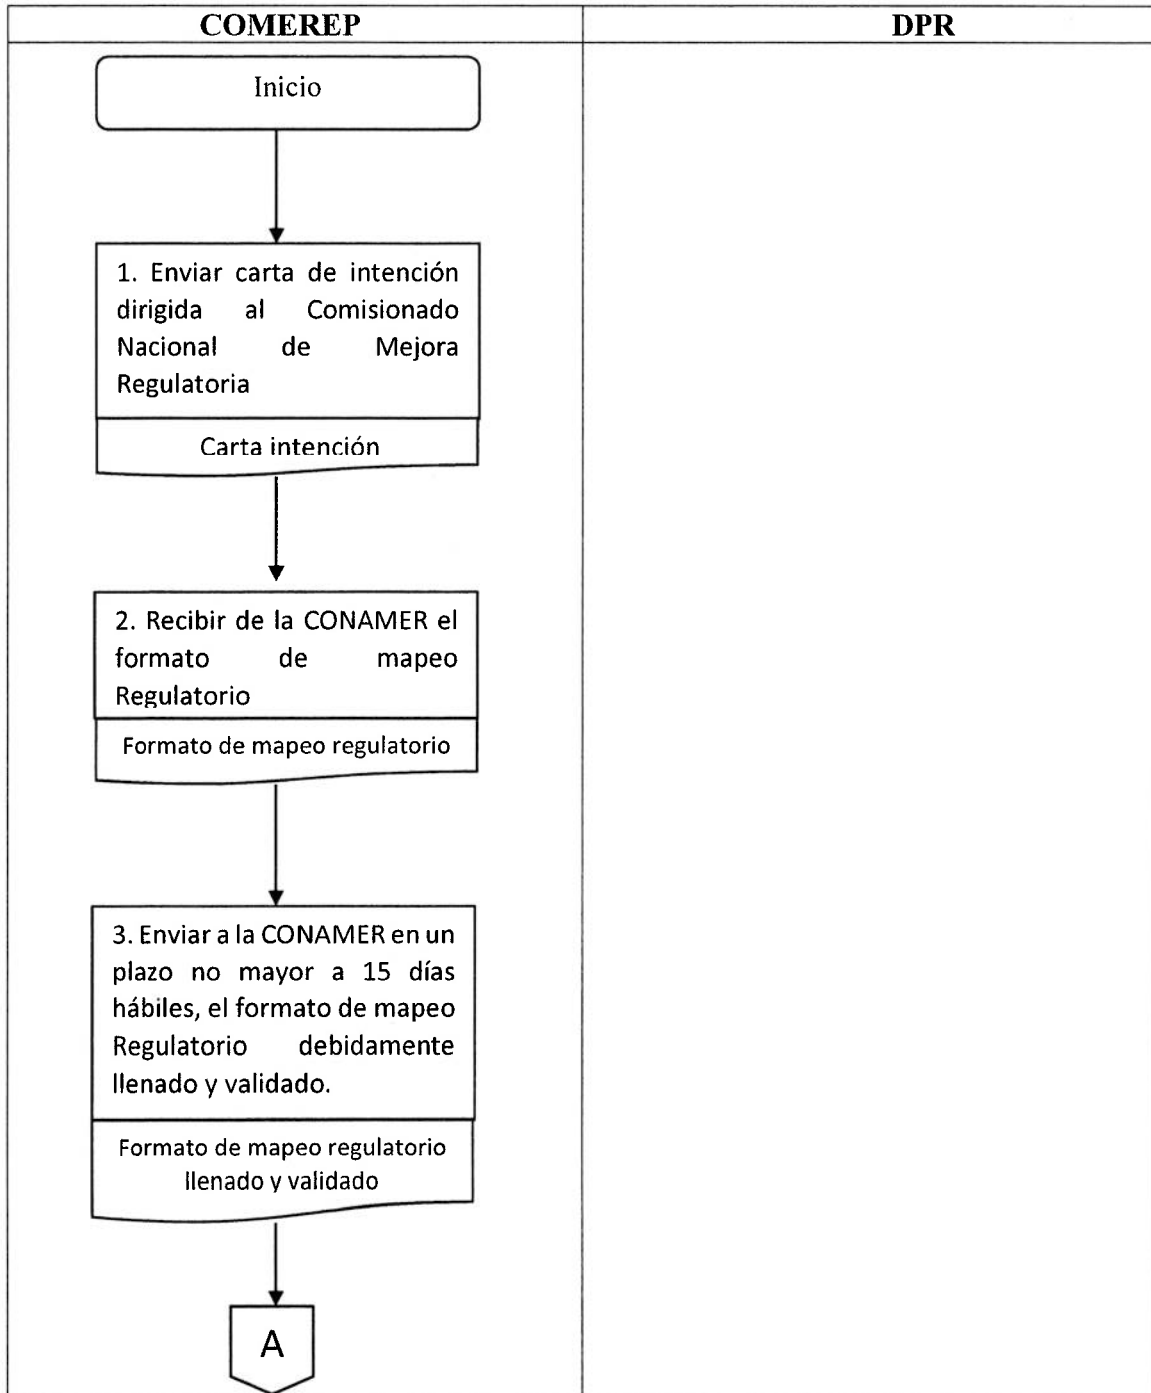 COMEREP
DPR
Inicio
1. Enviar carta de intención
dirigida al Comisionado
Nacional de Mejora
Regulatoria
Carta intención
2. Recibir de la CONAMER el
formato de mapeo
Regulatorio
Formato de mapeo regulatorio
3. Enviar a la CONAMER en un
plazo no mayor a 15 días
hábiles, el formato de mapeo
Regulatorio debidamente
llenado y validado.
Formato de mapeo regulatorio
llenado y validado
A